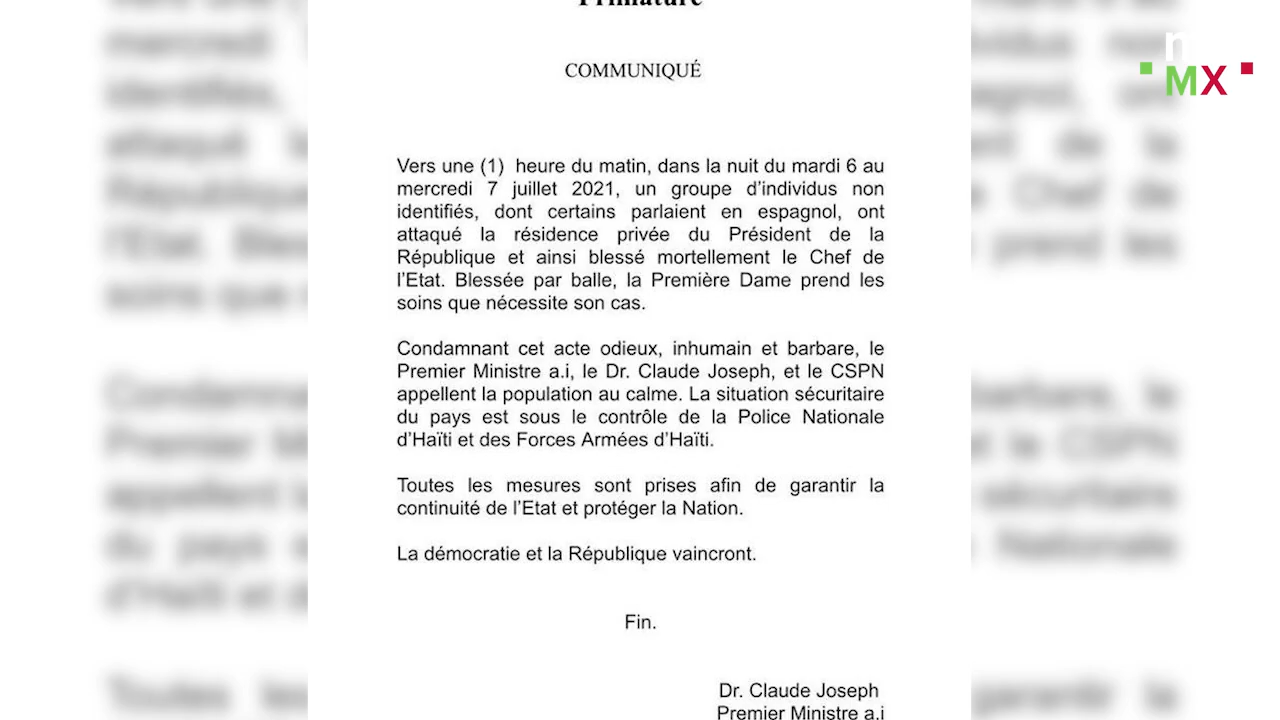 Primature
COMMUNIQUÉ
MX
Vers une (1) heure du matin, dans la nuit du mardi 6 au
mercredi 7 juillet 2021, un groupe d’individus non
identifiés, dont certains parlaient en espagnol, ont
attaqué la résidence privée du Président de la
République et ainsi blessé mortellement le Chef de
l’Etat. Blessée par balle, la Première Dame prend les
soins que nécessite son cas.
Condamnant cet acte odieux, inhumain et barbare, le
Premier Ministre a.i, le Dr. Claude Joseph, et le CSPN
appellent la population au calme. La situation sécuritaire
du pays est sous le contrôle de la Police Nationale
d’Haïti et des Forces Armées d’Haïti.
Toutes les mesures sont prises afin de garantir la
continuité de l’Etat et protéger la Nation.
La démocratie et la République vaincront.
Fin.
Dr. Claude Joseph
Premier Ministre a.i